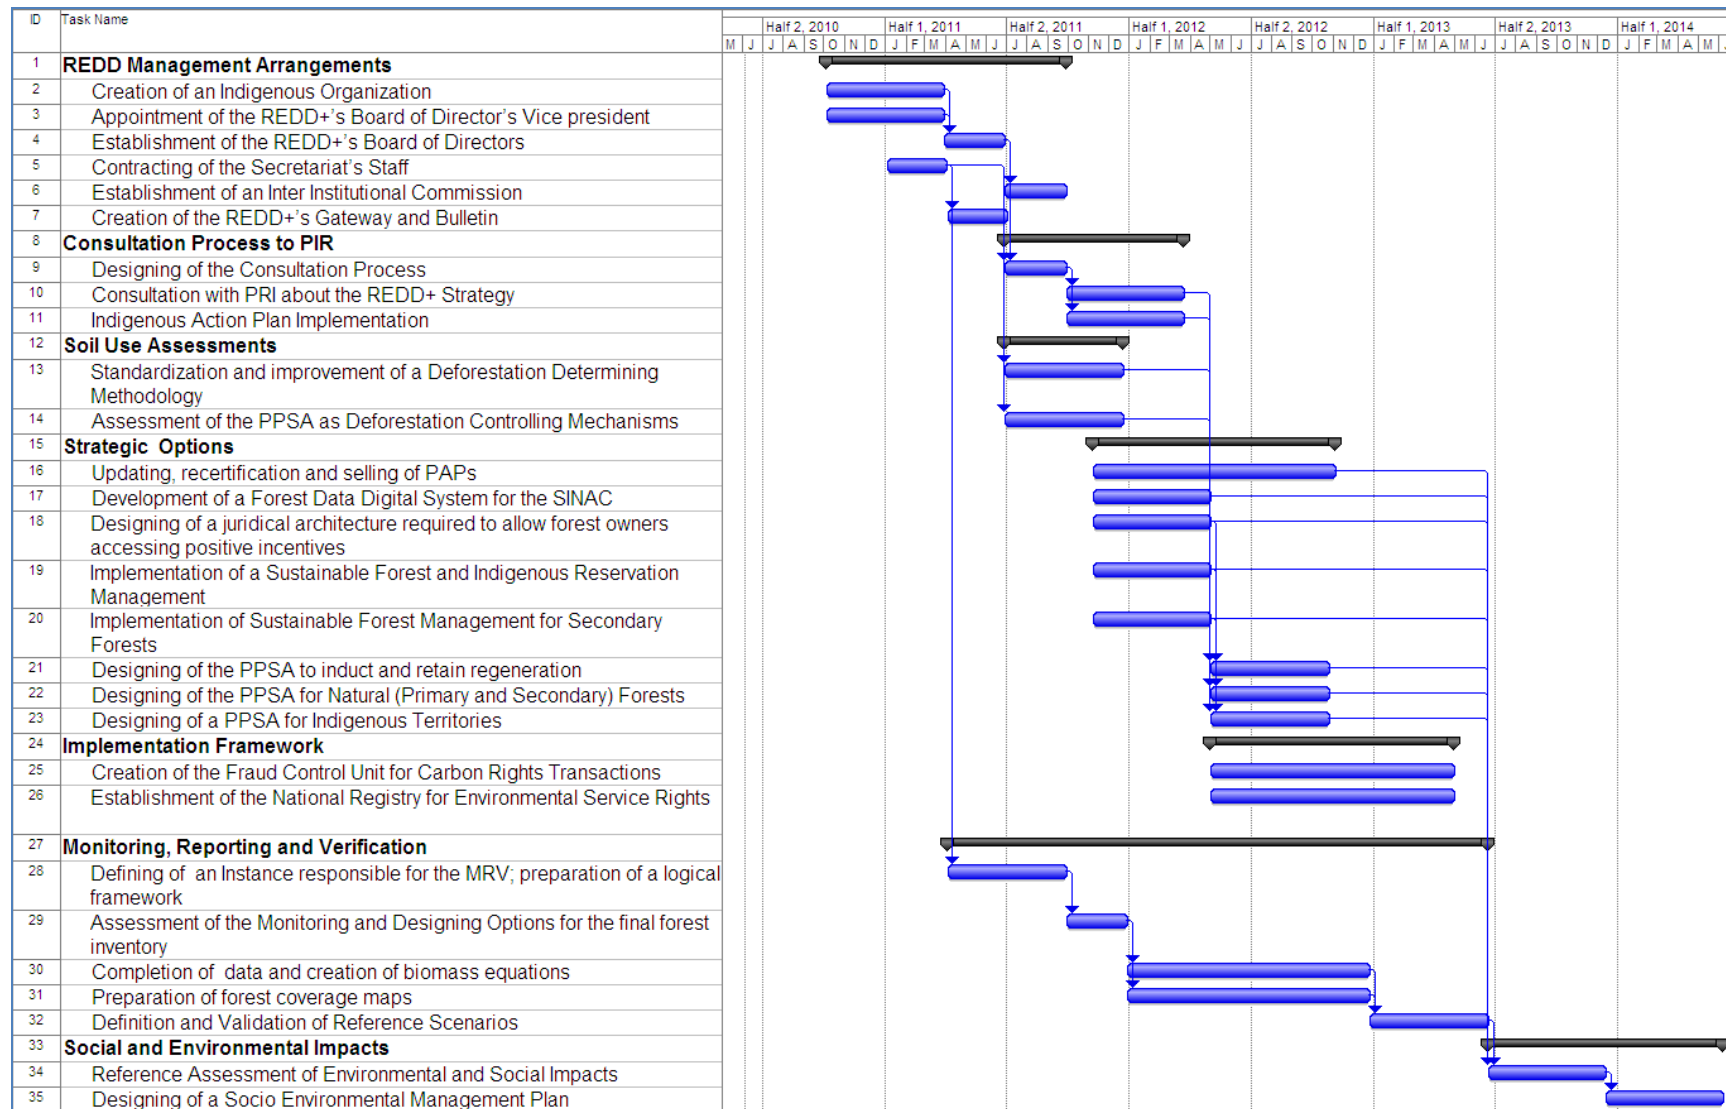 ID Task Name
Half 2, 2010 Half 1, 2011 Half 2, 2011 Half 1, 2012 Half 2, 2012 Half 1, 2013 Half 2, 2013 Half 1, 2014
M J J A S O N D J F M A M J J A S O N D J F M A M J J A S O N D J F M A M J J A S O N D J F M A M J
1 REDD Management Arrangements
2 Creation of an Indigenous Organization
3 Appointment of the REDD+'s Board of Director's Vice president
4 Establishment of the REDD+'s Board of Directors
5 Contracting of the Secretariat's Staff
6 Establishment of an Inter Institutional Commission
7 Creation of the REDD+'s Gateway and Bulletin
8 Consultation Process to PIR
9 Designing of the Consultation Process
10 Consultation with PRI about the REDD+ Strategy
11 Indigenous Action Plan Implementation
12 Soil Use Assessments
13 Standardization and improvement of a Deforestation Determining
Methodology
14 Assessment of the PPSA as Deforestation Controlling Mechanisms
15 Strategic Options
16 Updating, recertification and selling of PAPs
17 Development of a Forest Data Digital System for the SINAC
18 Designing of a juridical architecture required to allow forest owners
accessing positive incentives
19 Implementation of a Sustainable Forest and Indigenous Reservation
Management
20 Implementation of Sustainable Forest Management for Secondary
Forests
21 Designing of the PPSA to induct and retain regeneration
22 Designing of the PPSA for Natural (Primary and Secondary) Forests
23 Designing of a PPSA for Indigenous Territories
24 Implementation Framework
25 Creation of the Fraud Control Unit for Carbon Rights Transactions
26 Establishment of the National Registry for Environmental Service Rights
27 Monitoring, Reporting and Verification
28 Defining of an Instance responsible for the MRV; preparation of a logical
framework
29 Assessment of the Monitoring and Designing Options for the final forest
inventory
30 Completion of data and creation of biomass equations
31 Preparation of forest coverage maps
32 Definition and Validation of Reference Scenarios
33 Social and Environmental Impacts
34 Reference Assessment of Environmental and Social Impacts
35 Designing of a Socio Environmental Management Plan